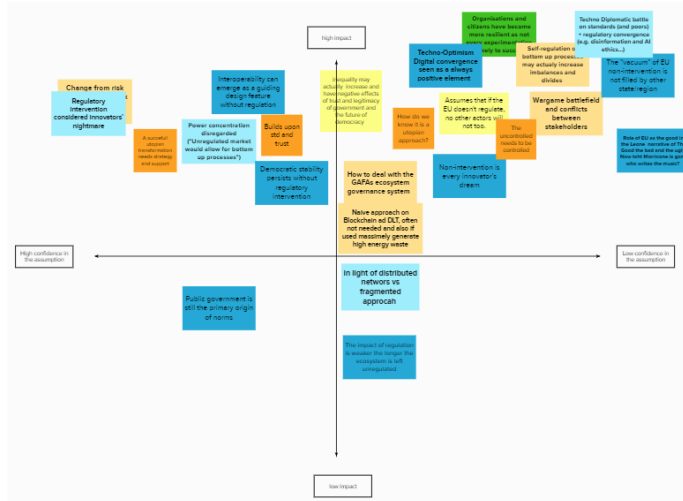 high impact
Organisations and
citizens have become
more resilient as not
every
Techno Diplomatic battle
on standards (and poors)
+ regulatory convergence
(e.g. disinformation and AI
ethics...)
Techno-Optimism
Digital convergence
seen as a always
positive element
Self-regulation
bottom up processes
may actually increase
imbalances and
divides
The "vacuum" of EU
non-intervention is
not filled by other
state/region
Change from risk
Regulatory
Intervention
considered Innovators'
nightmare
Interoperability can
emerge as a guiding
design feature
without regulation
Inequality may
actually increase and
have negative effects
of trust and legitimacy
of government and
the future of
democracy
Assumes that if the
EU doesn't regulate,
no other actors will
not too.
Wargame battlefield
and conflicts
between
stakeholders
A succesful
utopian
transformation
needs strategy
and support
Power concentration
disregarded
("Unregulated market
would allow for bottom
up processes")
Builds upon
std and
trust
How do we
know it is a
utopian
approach?
The
uncontrolled
needs to be
controlled
Role of EU as the good in
the Leone narrative of The
Good the bad and the ugly.
Now taht Morricone is gone
who writes the music?
Democratic stability
persists without
regulatory
intervention
How to deal with the
GAFAs ecosystem
governance system
Non-intervention is
every innovator's
dream
Naive approach on
Blockchain ad DLT, often
not needed and also if
used massimely generate
high energy waste
High confidence in
the assumption
Low confidence in
the assumption
In light of distributed
networs vs
fragmented
approcah
Public government is
still the primary origin
of norms
The impact of regulation
is weaker the longer the
ecosystem is left
unregulated
low impact